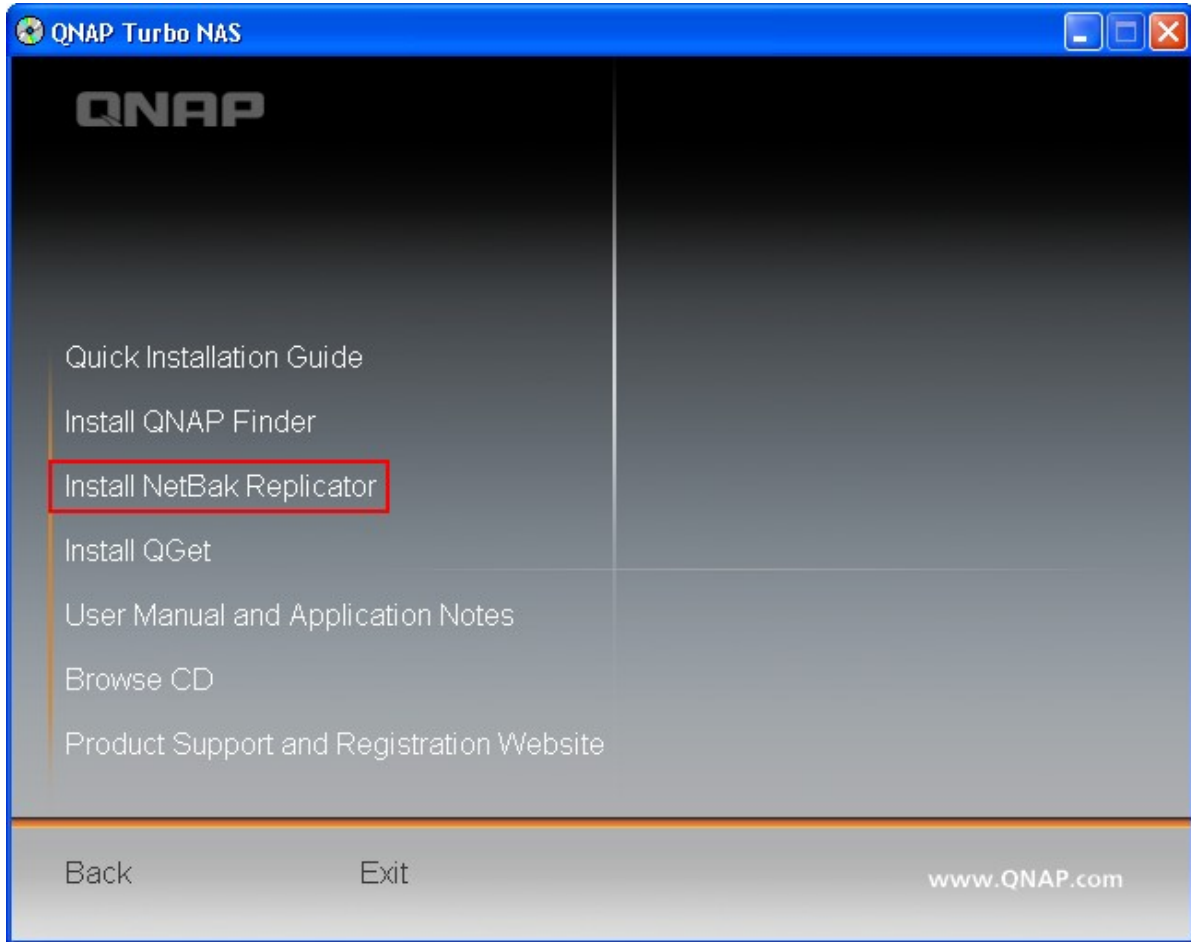 QNAP Turbo NAS
QNAP
Quick Installation Guide
Install QNAP Finder
Install NetBak Replicator
Install QGet
User Manual and Application Notes
Browse CD
Product Support and Registration Website
Back Exit www.QNAP.com